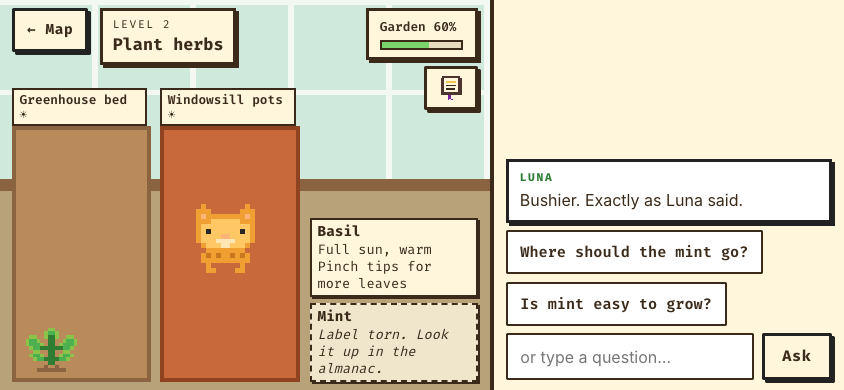 ← Map
LEVEL 2
Plant herbs
Garden 60%
Greenhouse bed
☀
Windowsill pots
☀
Basil
Full sun, warm
Pinch tips for
more leaves
Mint
Label torn. Look
it up in the
almanac.
LUNA
Bushier. Exactly as Luna said.
Where should the mint go?
Is mint easy to grow?
or type a question...
Ask